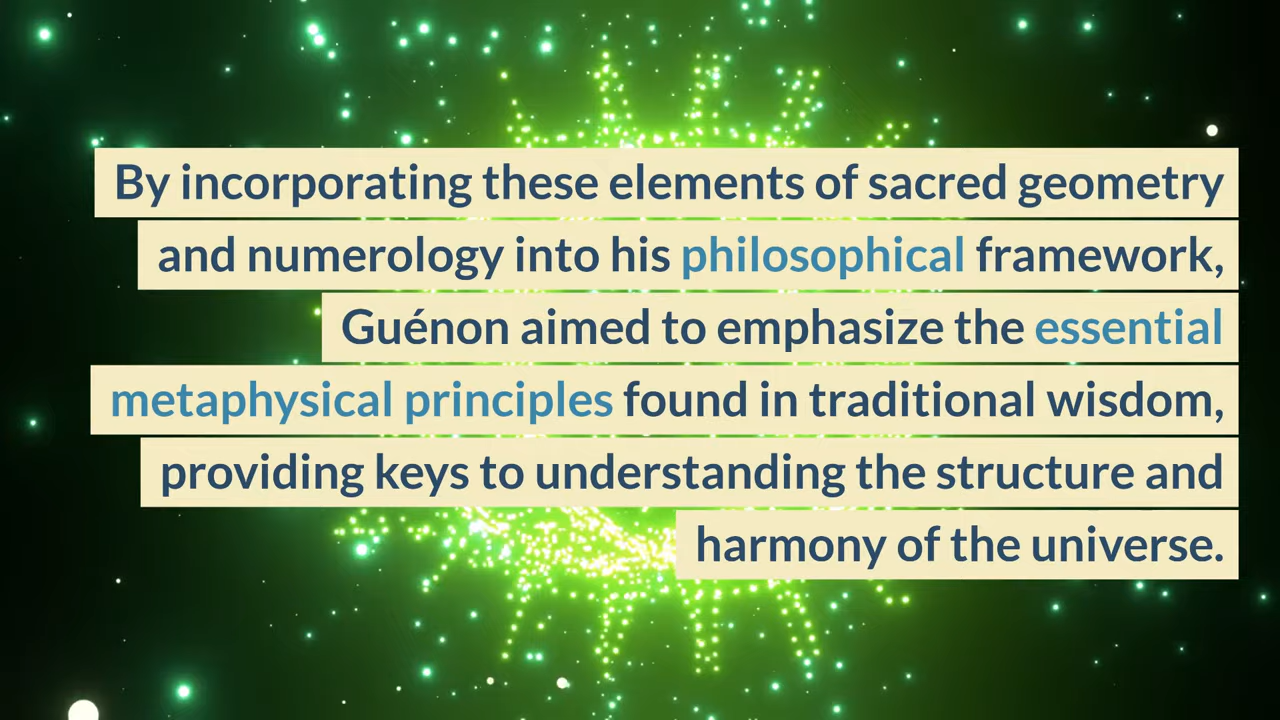 By incorporating these elements of sacred geometry
and numerology into his philosophical framework,
Guénon aimed to emphasize the essential
metaphysical principles found in traditional wisdom,
providing keys to understanding the structure and
harmony of the universe.